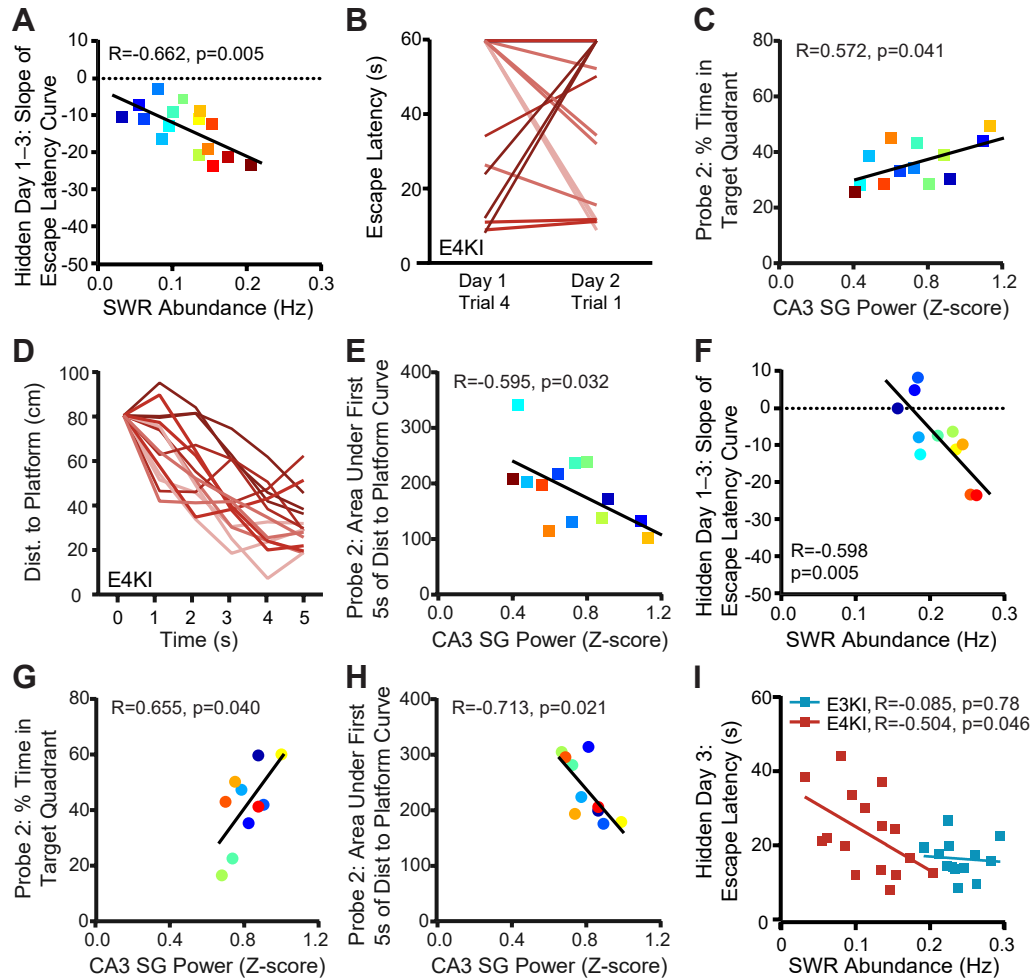 A
Hidden Day 1–3: Slope of
Escape Latency Curve
R=-0.662, p=0.005
10
0
-10
-20
-30
-40
-50
0.0
0.1
0.2
0.3
SWR Abundance (Hz)
B
Escape Latency (s)
60
40
20
0
E4KI
Day 1
Trial 4
Day 2
Trial 1
C
Probe 2: % Time in
Target Quadrant
R=0.572, p=0.041
80
60
40
20
0
0.0
0.4
0.8
1.2
CA3 SG Power (Z-score)
D
Dist. to Platform (cm)
100
80
60
40
20
0
E4KI
0
1
2
3
4
5
Time (s)
E
Probe 2: Area Under First
5s of Dist to Platform Curve
R=-0.595, p=0.032
400
300
200
100
0
0.0
0.4
0.8
1.2
CA3 SG Power (Z-score)
F
Hidden Day 1–3: Slope of
Escape Latency Curve
10
0
-10
-20
-30
-40
-50
R=-0.598
p=0.005
0.0
0.1
0.2
0.3
SWR Abundance (Hz)
G
Probe 2: % Time in
Target Quadrant
R=0.655, p=0.040
80
60
40
20
0
0.0
0.4
0.8
1.2
CA3 SG Power (Z-score)
H
Probe 2: Area Under First
5s of Dist to Platform Curve
R=-0.713, p=0.021
400
300
200
100
0
0.0
0.4
0.8
1.2
CA3 SG Power (Z-score)
I
Hidden Day 3:
Escape Latency (s)
E3KI, R=-0.085, p=0.78
E4KI, R=-0.504, p=0.046
60
40
20
0
0.0
0.1
0.2
0.3
SWR Abundance (Hz)